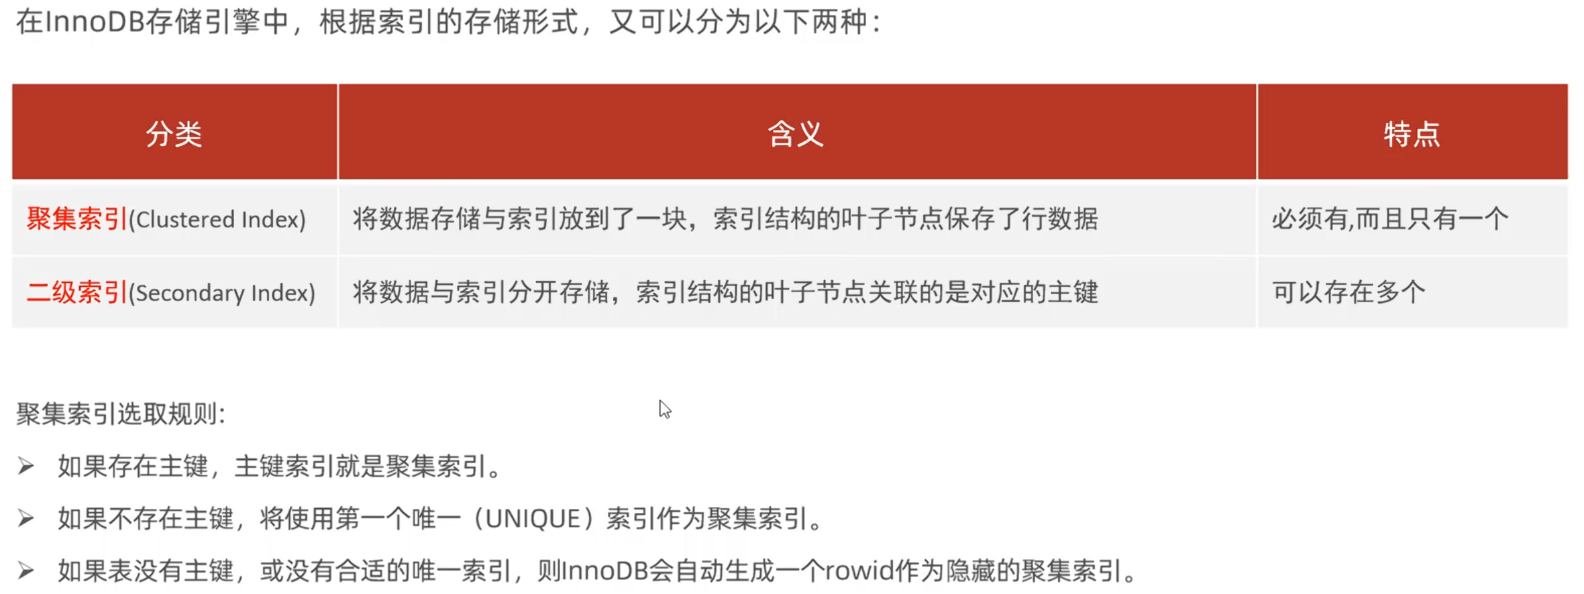 在InnoDB存储引擎中，根据索引的存储形式，又可以分为以下两种：
分类 含义 特点
聚集索引(Clustered Index) 将数据存储与索引放到了一块，索引结构的叶子节点保存了行数据 必须有,而且只有一个
二级索引(Secondary Index) 将数据与索引分开存储，索引结构的叶子节点关联的是对应的主键 可以存在多个
聚集索引选取规则:
➢ 如果存在主键，主键索引就是聚集索引。
➢ 如果不存在主键，将使用第一个唯一（UNIQUE）索引作为聚集索引。
➢ 如果表没有主键，或没有合适的唯一索引，则InnoDB会自动生成一个rowid作为隐藏的聚集索引。